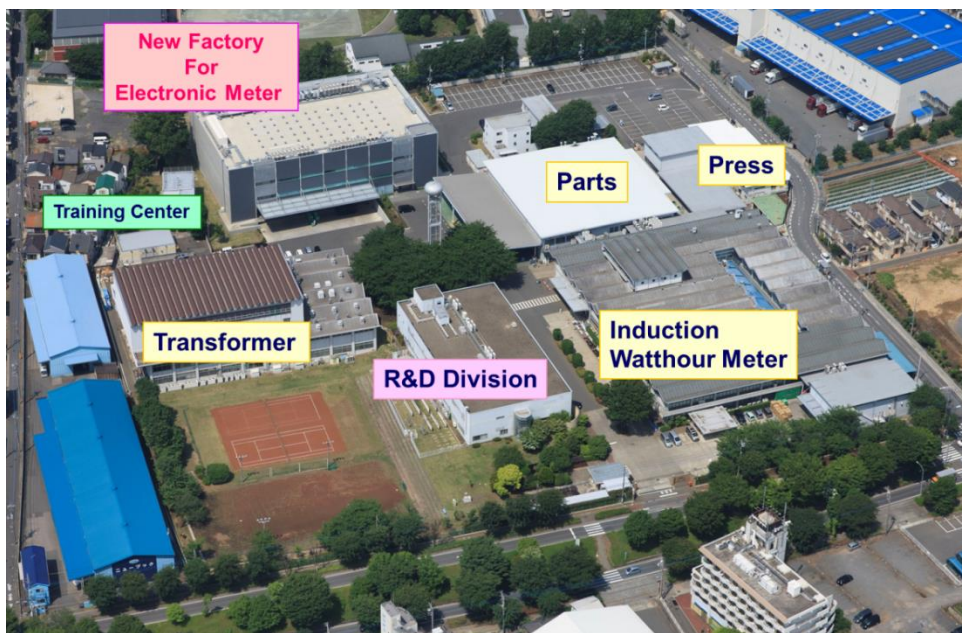 New Factory
For
Electronic Meter
Parts
Press
Training Center
Transformer
Induction
Watthour Meter
R&D Division